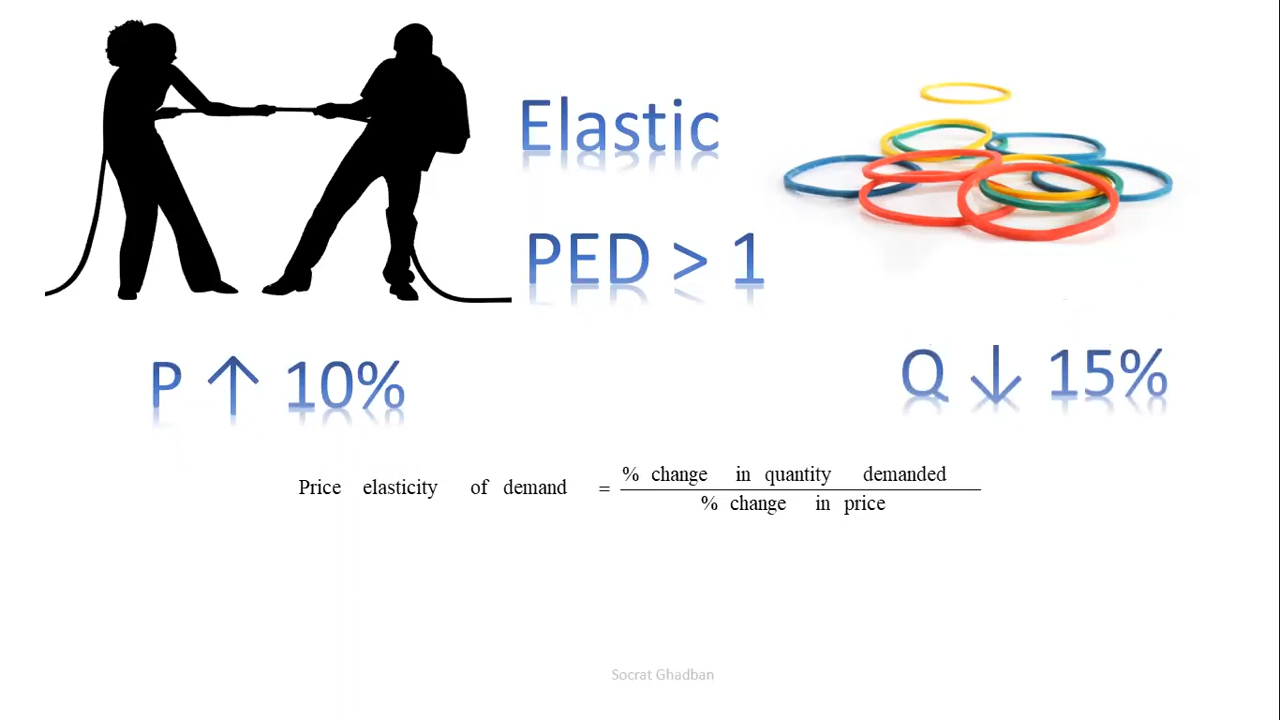 Elastic
PED > 1
P ↑ 10%
Q ↓ 15%
Price elasticity of demand = % change in quantity demanded
% change in price
Socrat Ghadban